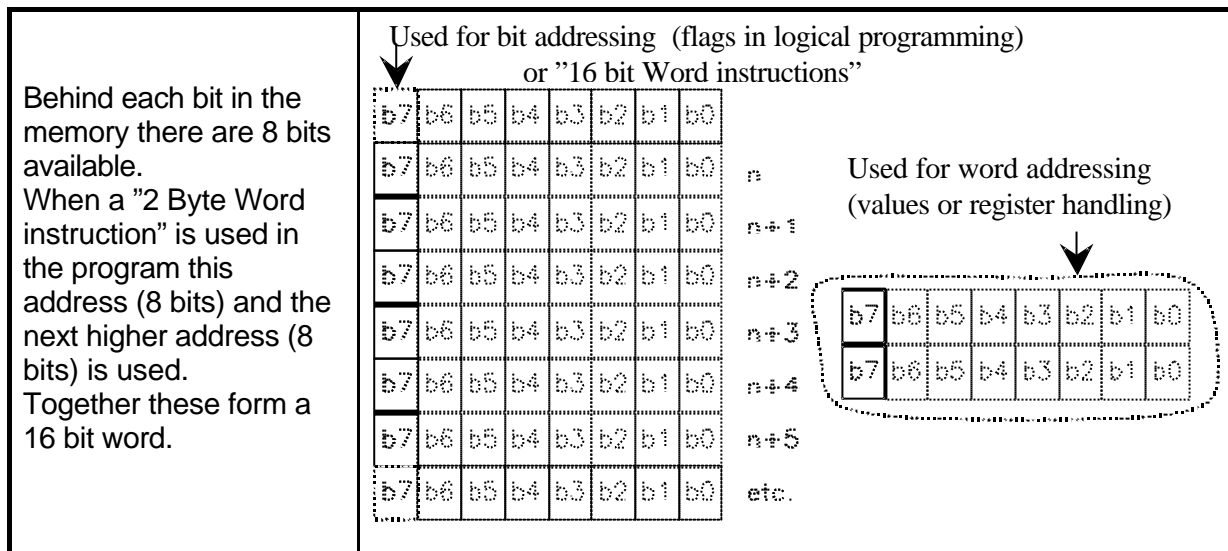 Behind each bit in the
memory there are 8 bits
available.
When a ”2 Byte Word
instruction” is used in
the program this
address (8 bits) and the
next higher address (8
bits) is used.
Together these form a
16 bit word.
Used for bit addressing (flags in logical programming)
or ”16 bit Word instructions”
b7 b6 b5 b4 b3 b2 b1 b0
b7 b6 b5 b4 b3 b2 b1 b0 n
b7 b6 b5 b4 b3 b2 b1 b0 n+1
b7 b6 b5 b4 b3 b2 b1 b0 n+2
b7 b6 b5 b4 b3 b2 b1 b0 n+3
b7 b6 b5 b4 b3 b2 b1 b0 n+4
b7 b6 b5 b4 b3 b2 b1 b0 n+5
b7 b6 b5 b4 b3 b2 b1 b0 etc.
Used for word addressing
(values or register handling)
b7 b6 b5 b4 b3 b2 b1 b0
b7 b6 b5 b4 b3 b2 b1 b0